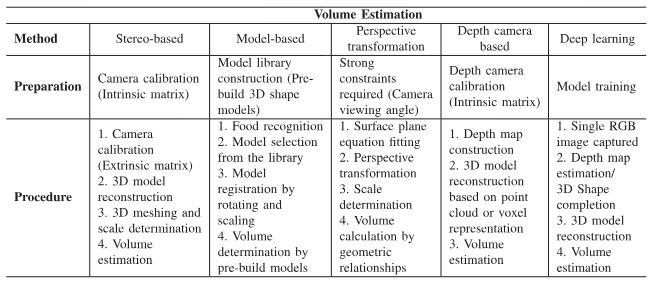 Volume Estimation
Method
Stereo-based
Model-based
Perspective
transformation
Depth camera
based
Deep learning
Preparation
Camera calibration
(Intrinsic matrix)
Model library
construction (Pre-
build 3D shape
models)
Strong
constraints
required (Camera
viewing angle)
Depth camera
calibration
(Intrinsic matrix)
Model training
Procedure
1. Camera
calibration
(Extrinsic matrix)
2. 3D model
reconstruction
3. 3D meshing and
scale determination
4. Volume
estimation
1. Food recognition
2. Model selection
from the library
3. Model
registration by
rotating and
scaling
4. Volume
determination by
pre-build models
1. Surface plane
equation fitting
2. Perspective
transformation
3. Scale
determination
4. Volume
calculation by
geometric
relationships
1. Depth map
construction
2. 3D model
reconstruction
based on point
cloud or voxel
representation
3. Volume
estimation
1. Single RGB
image captured
2. Depth map
estimation/
3D Shape
completion
3. 3D model
reconstruction
4. Volume
estimation